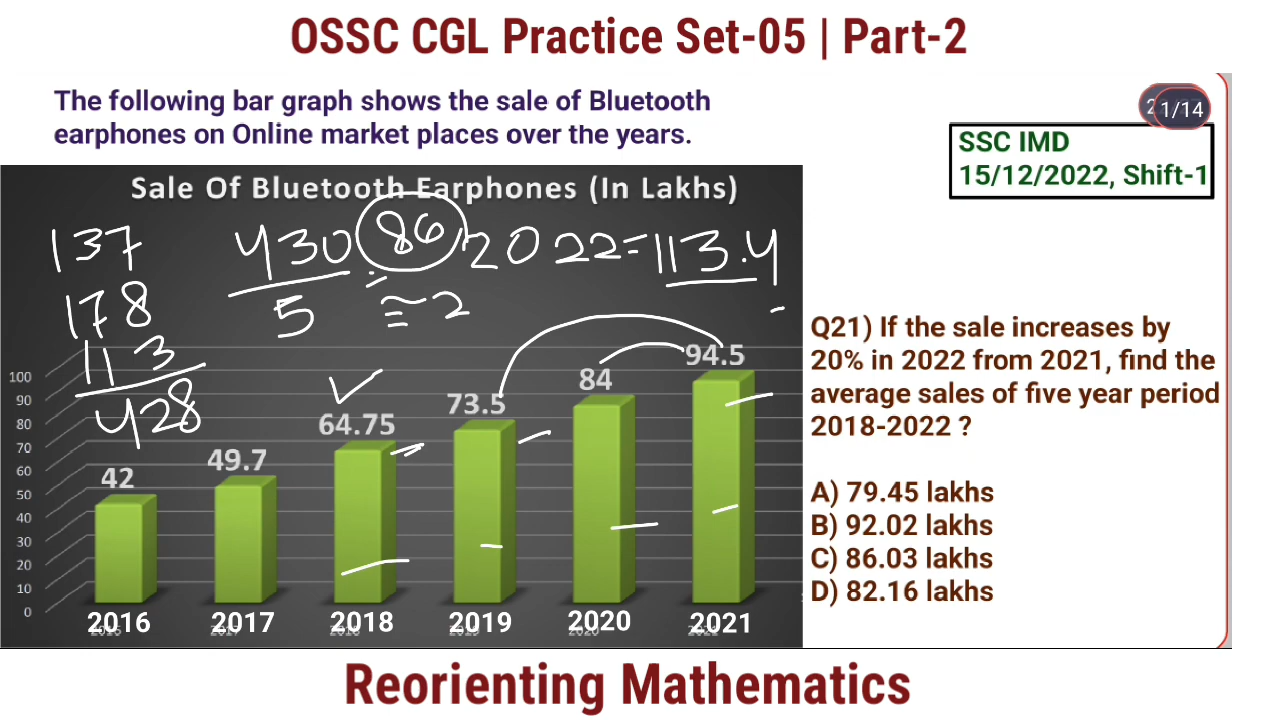 OSSC CGL Practice Set-05 | Part-2
The following bar graph shows the sale of Bluetooth
earphones on Online market places over the years.
1/14
SSC IMD
15/12/2022, Shift-1
Sale Of Bluetooth Earphones (In Lakhs)
137
178
113
428
430
5
86
≅2
2022=113.4
100
90
80
70
60
50
40
30
20
10
0
42
49.7
64.75
73.5
84
94.5
2016
2017
2018
2019
2020
2021
Q21) If the sale increases by
20% in 2022 from 2021, find the
average sales of five year period
2018-2022 ?
A) 79.45 lakhs
B) 92.02 lakhs
C) 86.03 lakhs
D) 82.16 lakhs
Reorienting Mathematics